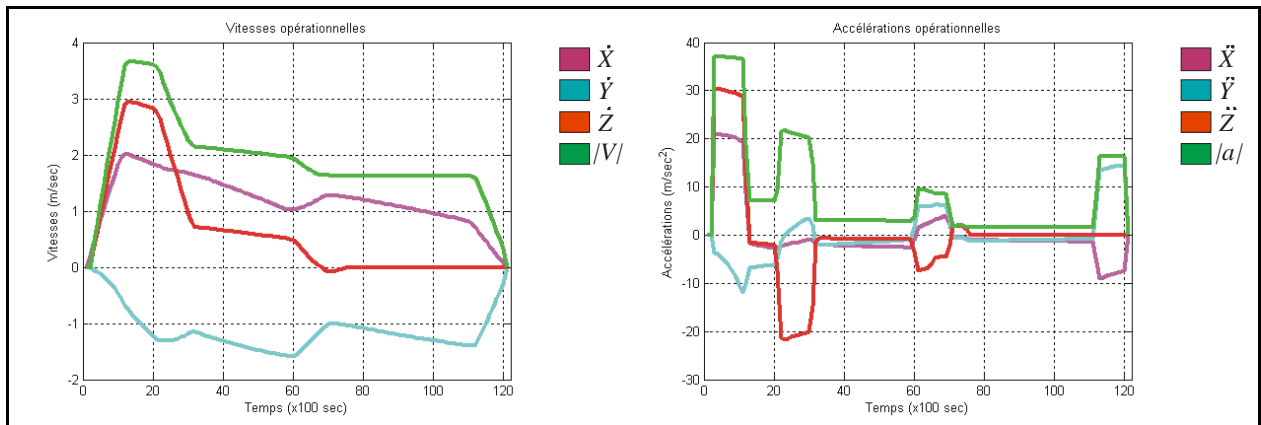 Vitesses opérationnelles
4
3
2
1
0
-1
-2
Vitesses (m/sec)
0 20 40 60 80 100 120
Temps (x100 sec)
Ẋ
Ẏ
Ż
|V|
Accélérations opérationnelles
40
30
20
10
0
-10
-20
-30
Accélérations (m/sec²)
0 20 40 60 80 100 120
Temps (x100 sec)
Ẍ
Ÿ
Z̈
|a|